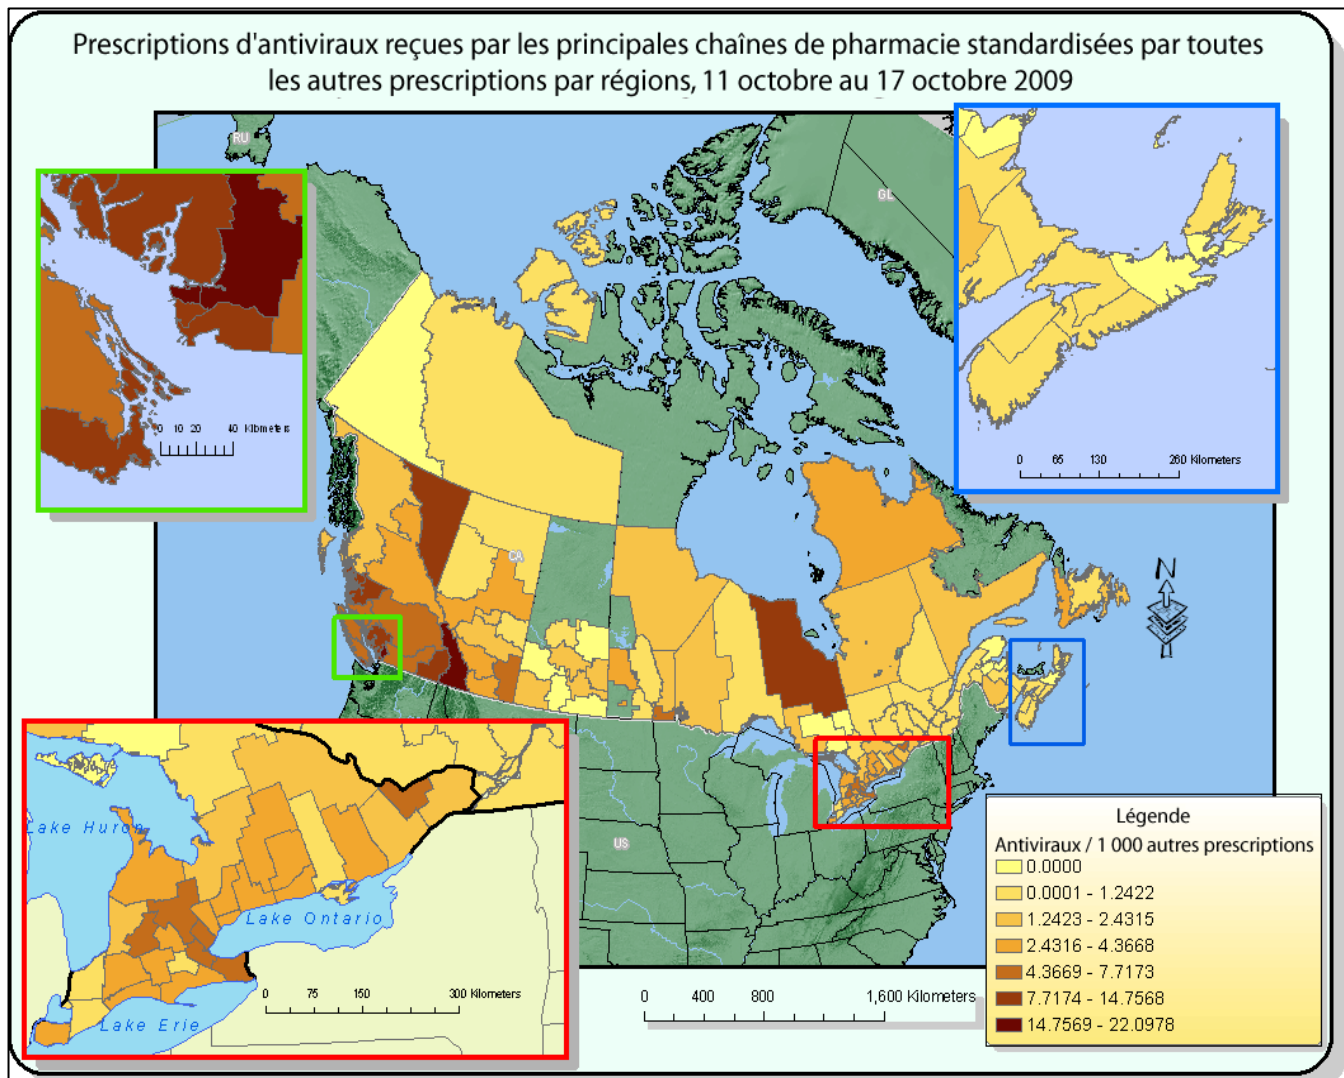 Prescriptions d'antiviraux reçues par les principales chaînes de pharmacie standardisées par toutes
les autres prescriptions par régions, 11 octobre au 17 octobre 2009
RU
GL
0 10 20 40 Kilometers
0 65 130 260 Kilometers
CA
N
US
Lake Huron
Lake Ontario
Lake Erie
0 75 150 300 Kilometers
0 400 800 1,600 Kilometers
Légende
Antiviraux / 1 000 autres prescriptions
0.0000
0.0001 - 1.2422
1.2423 - 2.4315
2.4316 - 4.3668
4.3669 - 7.7173
7.7174 - 14.7568
14.7569 - 22.0978